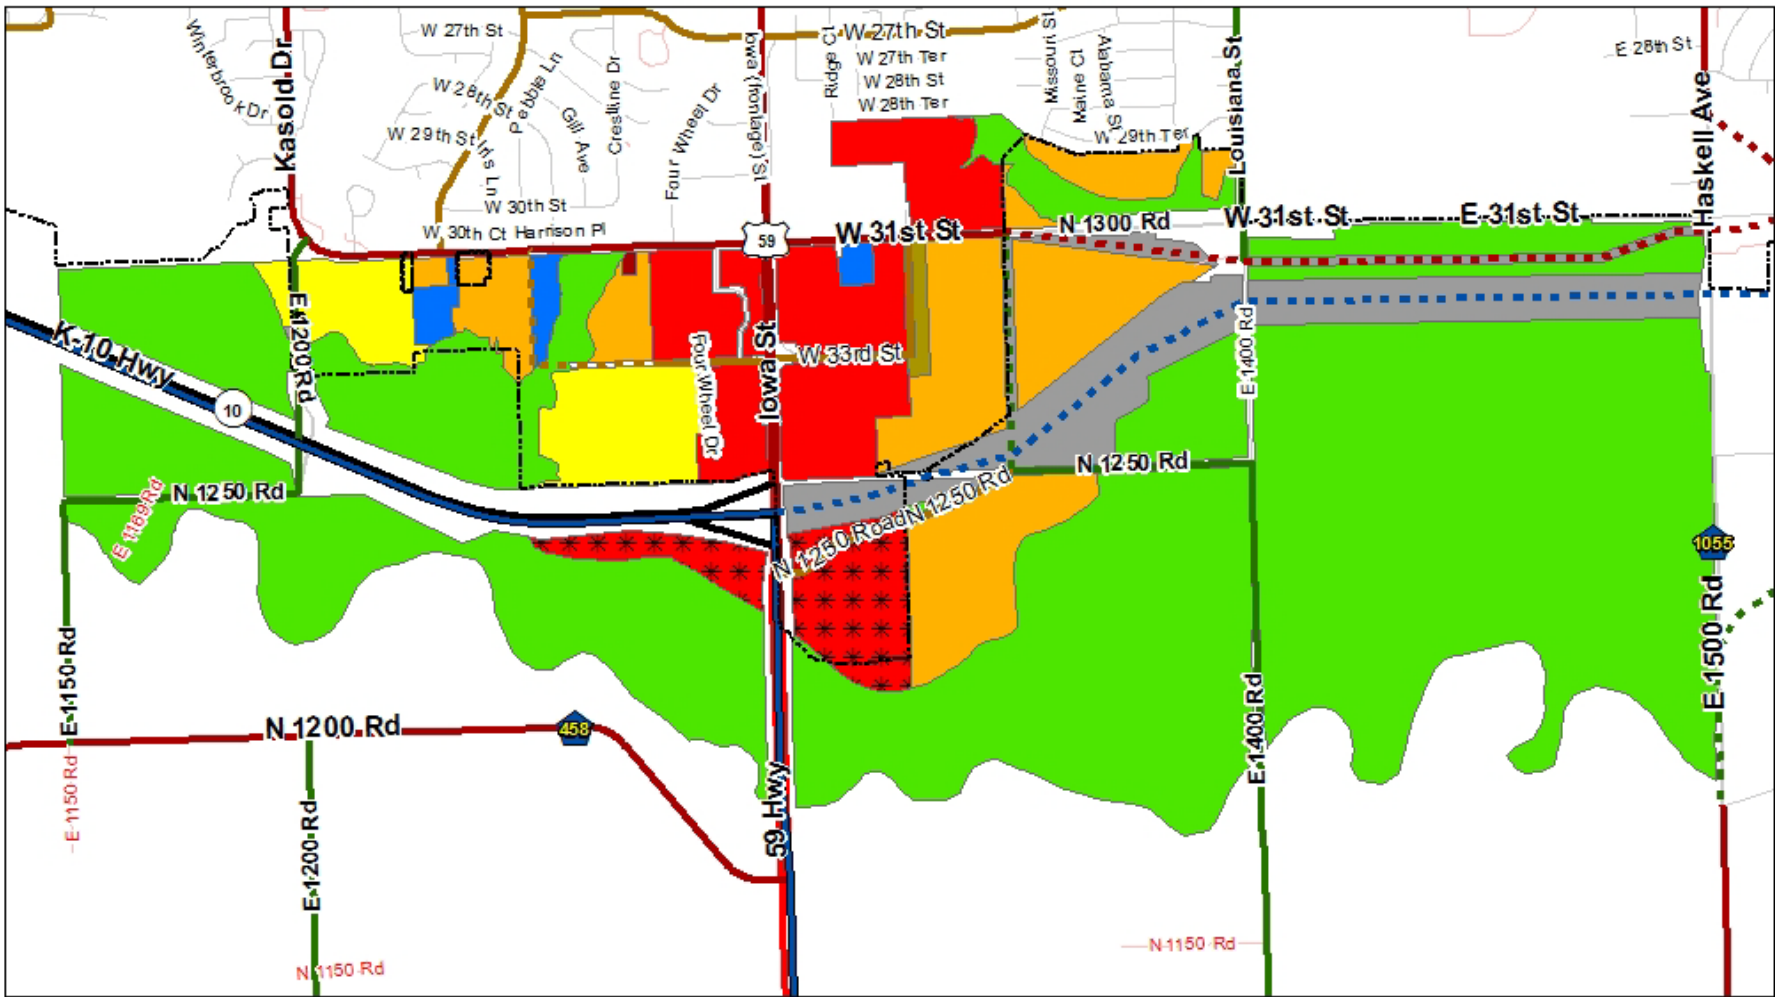 W 27th St
W 27th St
Winterbrook Dr
Kasold Dr
W 28th St
Pebble Ln
Gill Ave
Crestline Dr
Four Wheel Dr
Iowa (frontage) St
Ridge Ct
W 27th Ter
W 28th St
W 28th Ter
Missouri St
Maine Ct
Alabama St
Louisiana St
E 28th St
Haskell Ave
W 29th St
Iris Ln
W 29th Ter
W 30th St
W 30th Ct
Harrison Pl
59
W 31st St
N 1300 Rd
W 31st St
E 31st St
E 1200 Rd
K-10 Hwy
10
Four Wheel Dr
Iowa St
W 33rd St
E 1400 Rd
N 1250 Rd
E 1189 Rd
N 1250 Rd
N 1250 Road
N 1250 Rd
1055
E 1150 Rd
E 1500 Rd
N 1200 Rd
458
E 1400 Rd
E 1150 Rd
E 1200 Rd
59 Hwy
N 1150 Rd
N 1150 Rd